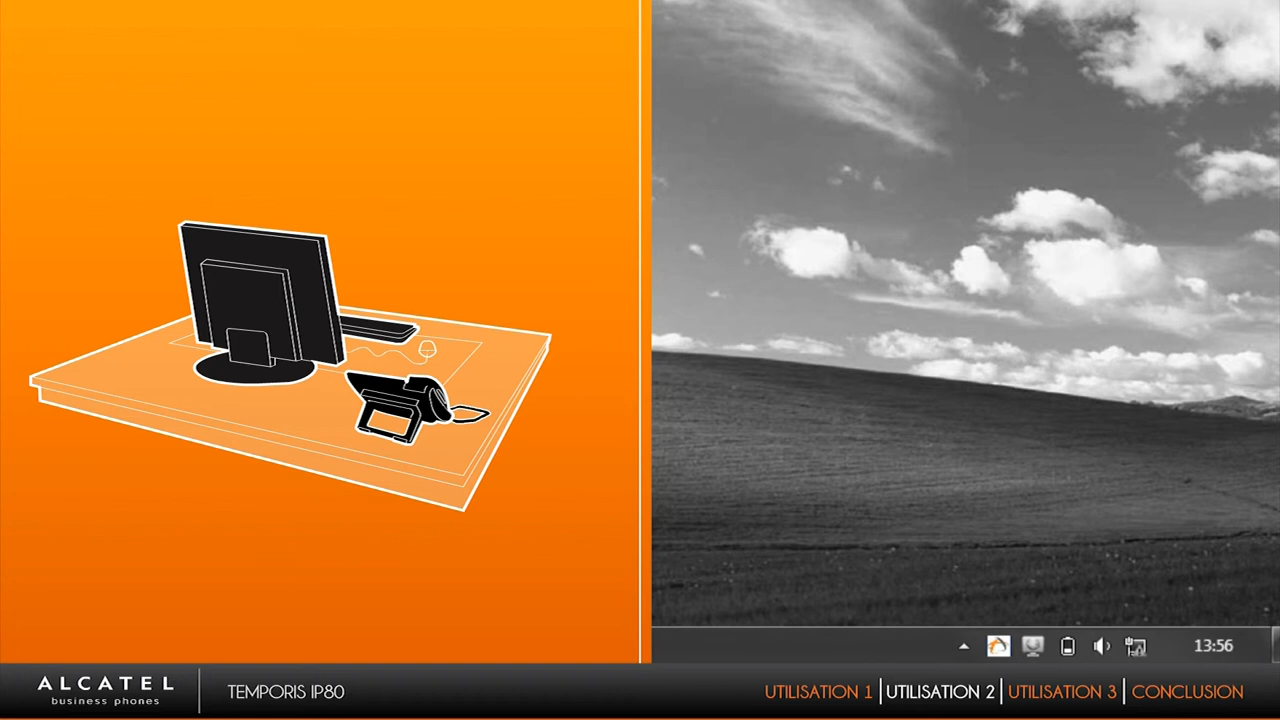 13:56
ALCATEL
business phones
TEMPORIS IP80
UTILISATION 1 | UTILISATION 2 | UTILISATION 3 | CONCLUSION